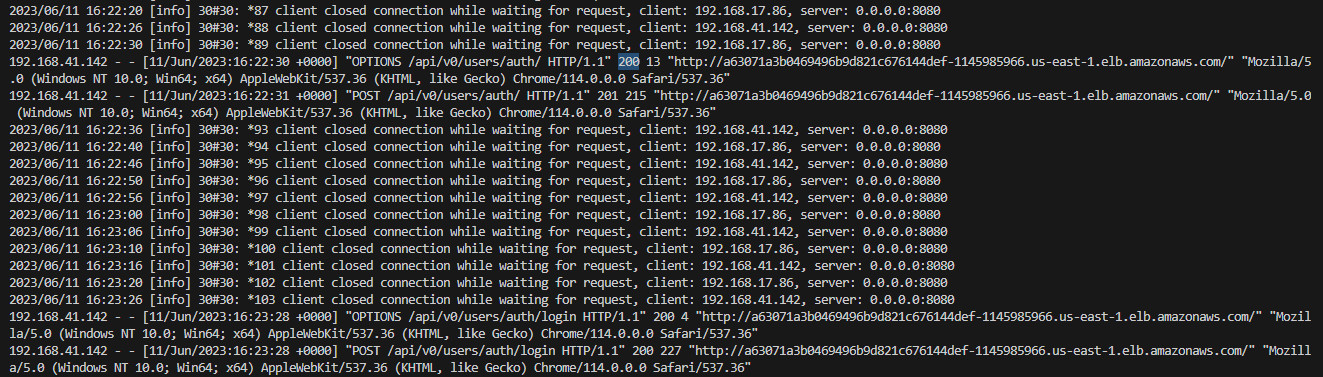 2023/06/11 16:22:20 [info] 30#30: *87 client closed connection while waiting for request, client: 192.168.17.86, server: 0.0.0.0:8080
2023/06/11 16:22:26 [info] 30#30: *88 client closed connection while waiting for request, client: 192.168.41.142, server: 0.0.0.0:8080
2023/06/11 16:22:30 [info] 30#30: *89 client closed connection while waiting for request, client: 192.168.17.86, server: 0.0.0.0:8080
192.168.41.142 - - [11/Jun/2023:16:22:30 +0000] "OPTIONS /api/v0/users/auth/ HTTP/1.1" 200 13 "http://a63071a3b0469496b9d821c676144def-1145985966.us-east-1.elb.amazonaws.com/" "Mozilla/5
.0 (Windows NT 10.0; Win64; x64) AppleWebKit/537.36 (KHTML, like Gecko) Chrome/114.0.0.0 Safari/537.36"
192.168.41.142 - - [11/Jun/2023:16:22:31 +0000] "POST /api/v0/users/auth/ HTTP/1.1" 201 215 "http://a63071a3b0469496b9d821c676144def-1145985966.us-east-1.elb.amazonaws.com/" "Mozilla/5.0
(Windows NT 10.0; Win64; x64) AppleWebKit/537.36 (KHTML, like Gecko) Chrome/114.0.0.0 Safari/537.36"
2023/06/11 16:22:36 [info] 30#30: *93 client closed connection while waiting for request, client: 192.168.41.142, server: 0.0.0.0:8080
2023/06/11 16:22:40 [info] 30#30: *94 client closed connection while waiting for request, client: 192.168.17.86, server: 0.0.0.0:8080
2023/06/11 16:22:46 [info] 30#30: *95 client closed connection while waiting for request, client: 192.168.41.142, server: 0.0.0.0:8080
2023/06/11 16:22:50 [info] 30#30: *96 client closed connection while waiting for request, client: 192.168.17.86, server: 0.0.0.0:8080
2023/06/11 16:22:56 [info] 30#30: *97 client closed connection while waiting for request, client: 192.168.41.142, server: 0.0.0.0:8080
2023/06/11 16:23:00 [info] 30#30: *98 client closed connection while waiting for request, client: 192.168.17.86, server: 0.0.0.0:8080
2023/06/11 16:23:06 [info] 30#30: *99 client closed connection while waiting for request, client: 192.168.41.142, server: 0.0.0.0:8080
2023/06/11 16:23:10 [info] 30#30: *100 client closed connection while waiting for request, client: 192.168.17.86, server: 0.0.0.0:8080
2023/06/11 16:23:16 [info] 30#30: *101 client closed connection while waiting for request, client: 192.168.41.142, server: 0.0.0.0:8080
2023/06/11 16:23:20 [info] 30#30: *102 client closed connection while waiting for request, client: 192.168.17.86, server: 0.0.0.0:8080
2023/06/11 16:23:26 [info] 30#30: *103 client closed connection while waiting for request, client: 192.168.41.142, server: 0.0.0.0:8080
192.168.41.142 - - [11/Jun/2023:16:23:28 +0000] "OPTIONS /api/v0/users/auth/login HTTP/1.1" 200 4 "http://a63071a3b0469496b9d821c676144def-1145985966.us-east-1.elb.amazonaws.com/" "Mozil
la/5.0 (Windows NT 10.0; Win64; x64) AppleWebKit/537.36 (KHTML, like Gecko) Chrome/114.0.0.0 Safari/537.36"
192.168.41.142 - - [11/Jun/2023:16:23:28 +0000] "POST /api/v0/users/auth/login HTTP/1.1" 200 227 "http://a63071a3b0469496b9d821c676144def-1145985966.us-east-1.elb.amazonaws.com/" "Mozill
a/5.0 (Windows NT 10.0; Win64; x64) AppleWebKit/537.36 (KHTML, like Gecko) Chrome/114.0.0.0 Safari/537.36"